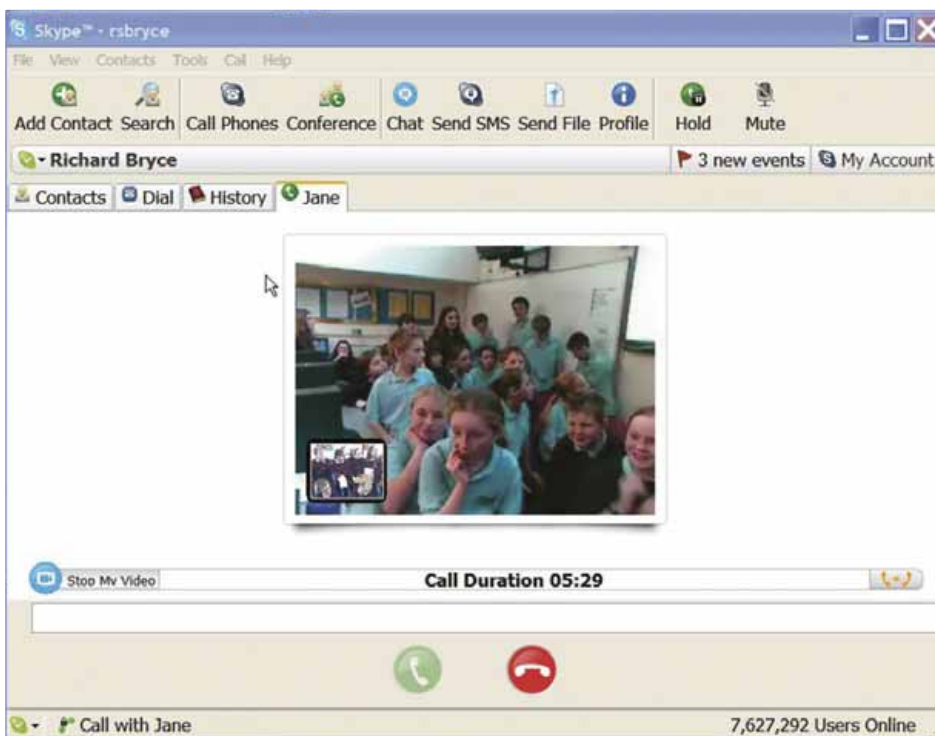 Skype™ - rsbryce
File View Contacts Tools Call Help
Add Contact Search Call Phones Conference Chat Send SMS Send File Profile Hold Mute
Richard Bryce 3 new events My Account
Contacts Dial History Jane
Stop My Video Call Duration 05:29
Call with Jane 7,627,292 Users Online